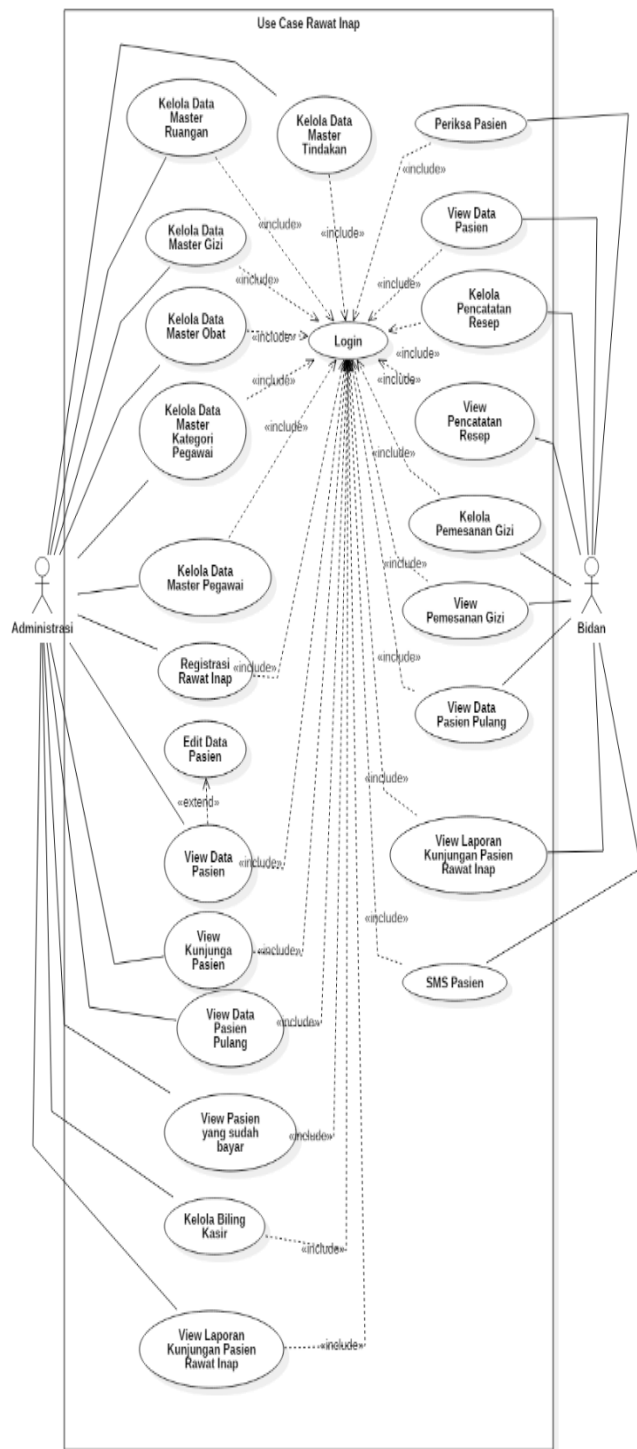 Use Case Rawat Inap
Kelola Data
Master
Ruangan
Kelola Data
Master
Tindakan
Periksa Pasien
«include»
View Data
Pasien
Kelola Data
Master Gizi
«include»
«include»
«include»
«include»
Kelola Data
Master Obat
Kelola
Pencatatan
Resep
«include»
Login
«include»
«include»
«include»
«include»
Kelola Data
Master
Kategori
Pegawai
View
Pencatatan
Resep
«include»
«include»
Kelola
Pemesanan Gizi
Kelola Data
Master Pegawai
«include»
View
Pemesanan Gizi
Administrasi
Bidan
Registrasi
Rawat Inap
«include»
«include»
View Data
Pasien Pulang
Edit Data
Pasien
«extend»
«include»
View Data
Pasien
«include»
View Laporan
Kunjungan Pasien
Rawat Inap
«include»
View
Kunjunga
Pasien
«include»
SMS Pasien
View Data
Pasien
Pulang
«include»
View Pasien
yang sudah
bayar
«include»
Kelola Biling
Kasir
«include»
View Laporan
Kunjungan Pasien
Rawat Inap
«include»